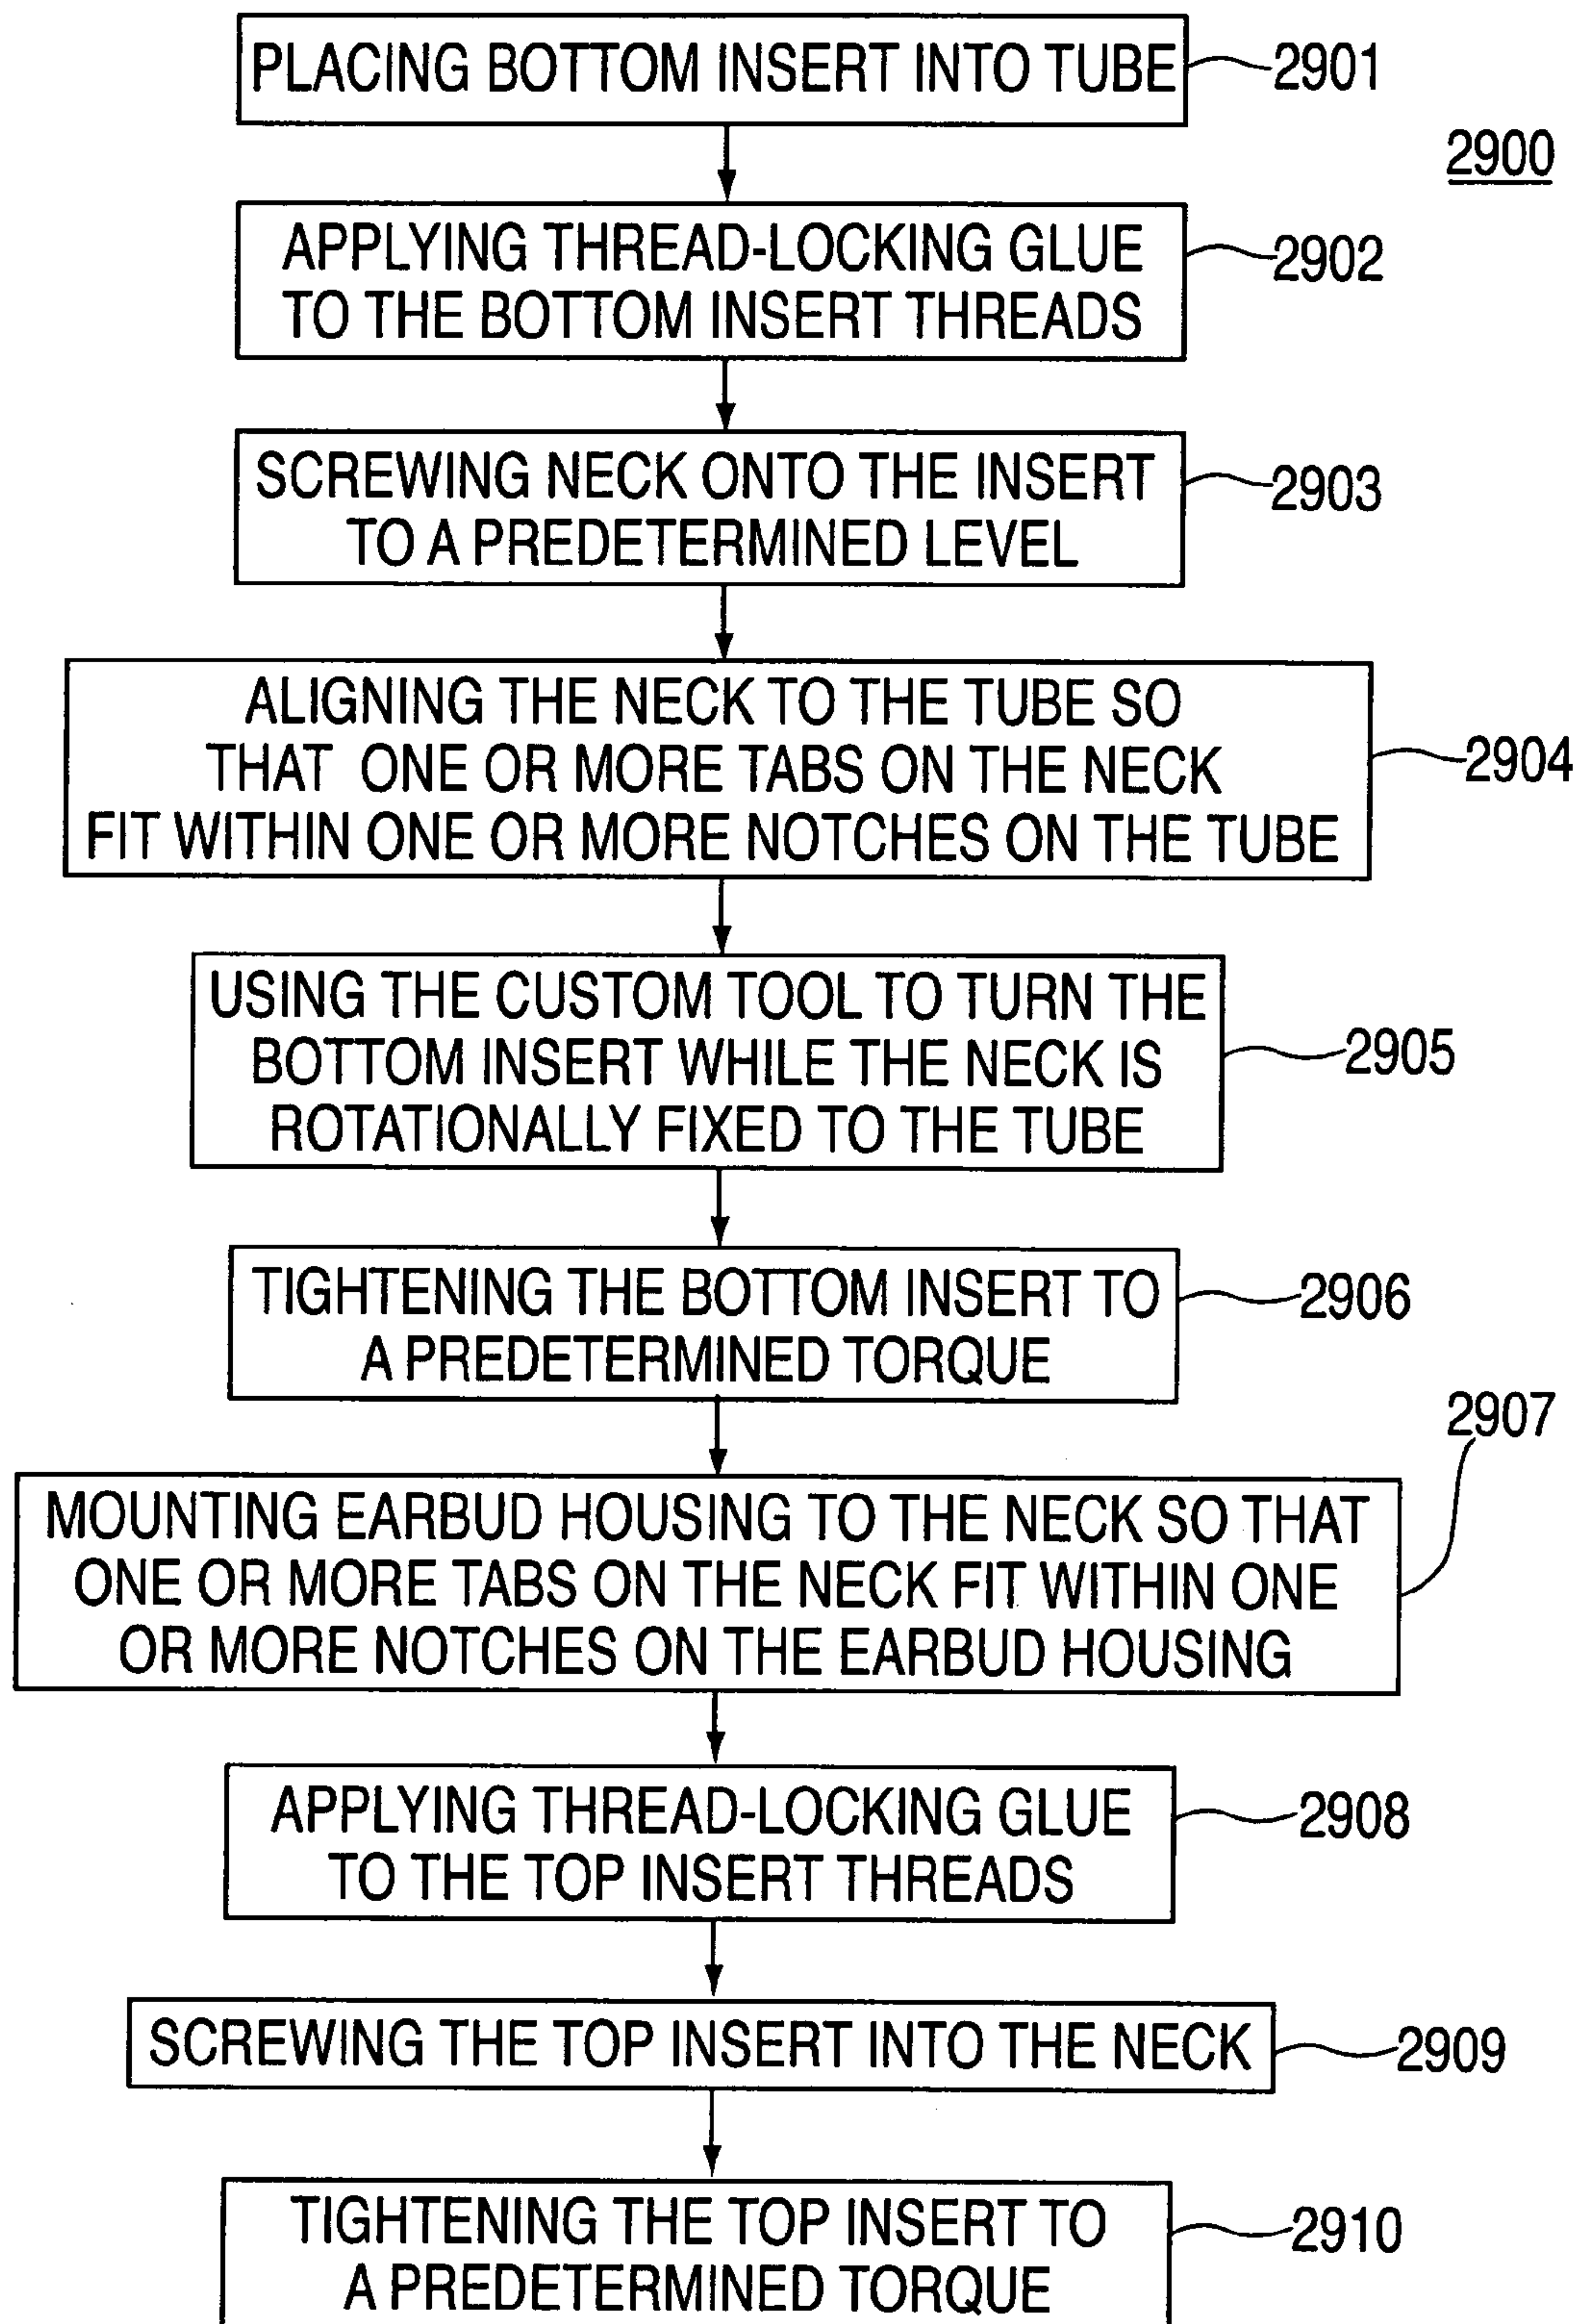 PLACING BOTTOM INSERT INTO TUBE
2901
2900
APPLYING THREAD-LOCKING GLUE
TO THE BOTTOM INSERT THREADS
2902
SCREWING NECK ONTO THE INSERT
TO A PREDETERMINED LEVEL
2903
ALIGNING THE NECK TO THE TUBE SO
THAT ONE OR MORE TABS ON THE NECK
FIT WITHIN ONE OR MORE NOTCHES ON THE TUBE
2904
USING THE CUSTOM TOOL TO TURN THE
BOTTOM INSERT WHILE THE NECK IS
ROTATIONALLY FIXED TO THE TUBE
2905
TIGHTENING THE BOTTOM INSERT TO
A PREDETERMINED TORQUE
2906
MOUNTING EARBUD HOUSING TO THE NECK SO THAT
ONE OR MORE TABS ON THE NECK FIT WITHIN ONE
OR MORE NOTCHES ON THE EARBUD HOUSING
2907
APPLYING THREAD-LOCKING GLUE
TO THE TOP INSERT THREADS
2908
SCREWING THE TOP INSERT INTO THE NECK
2909
TIGHTENING THE TOP INSERT TO
A PREDETERMINED TORQUE
2910